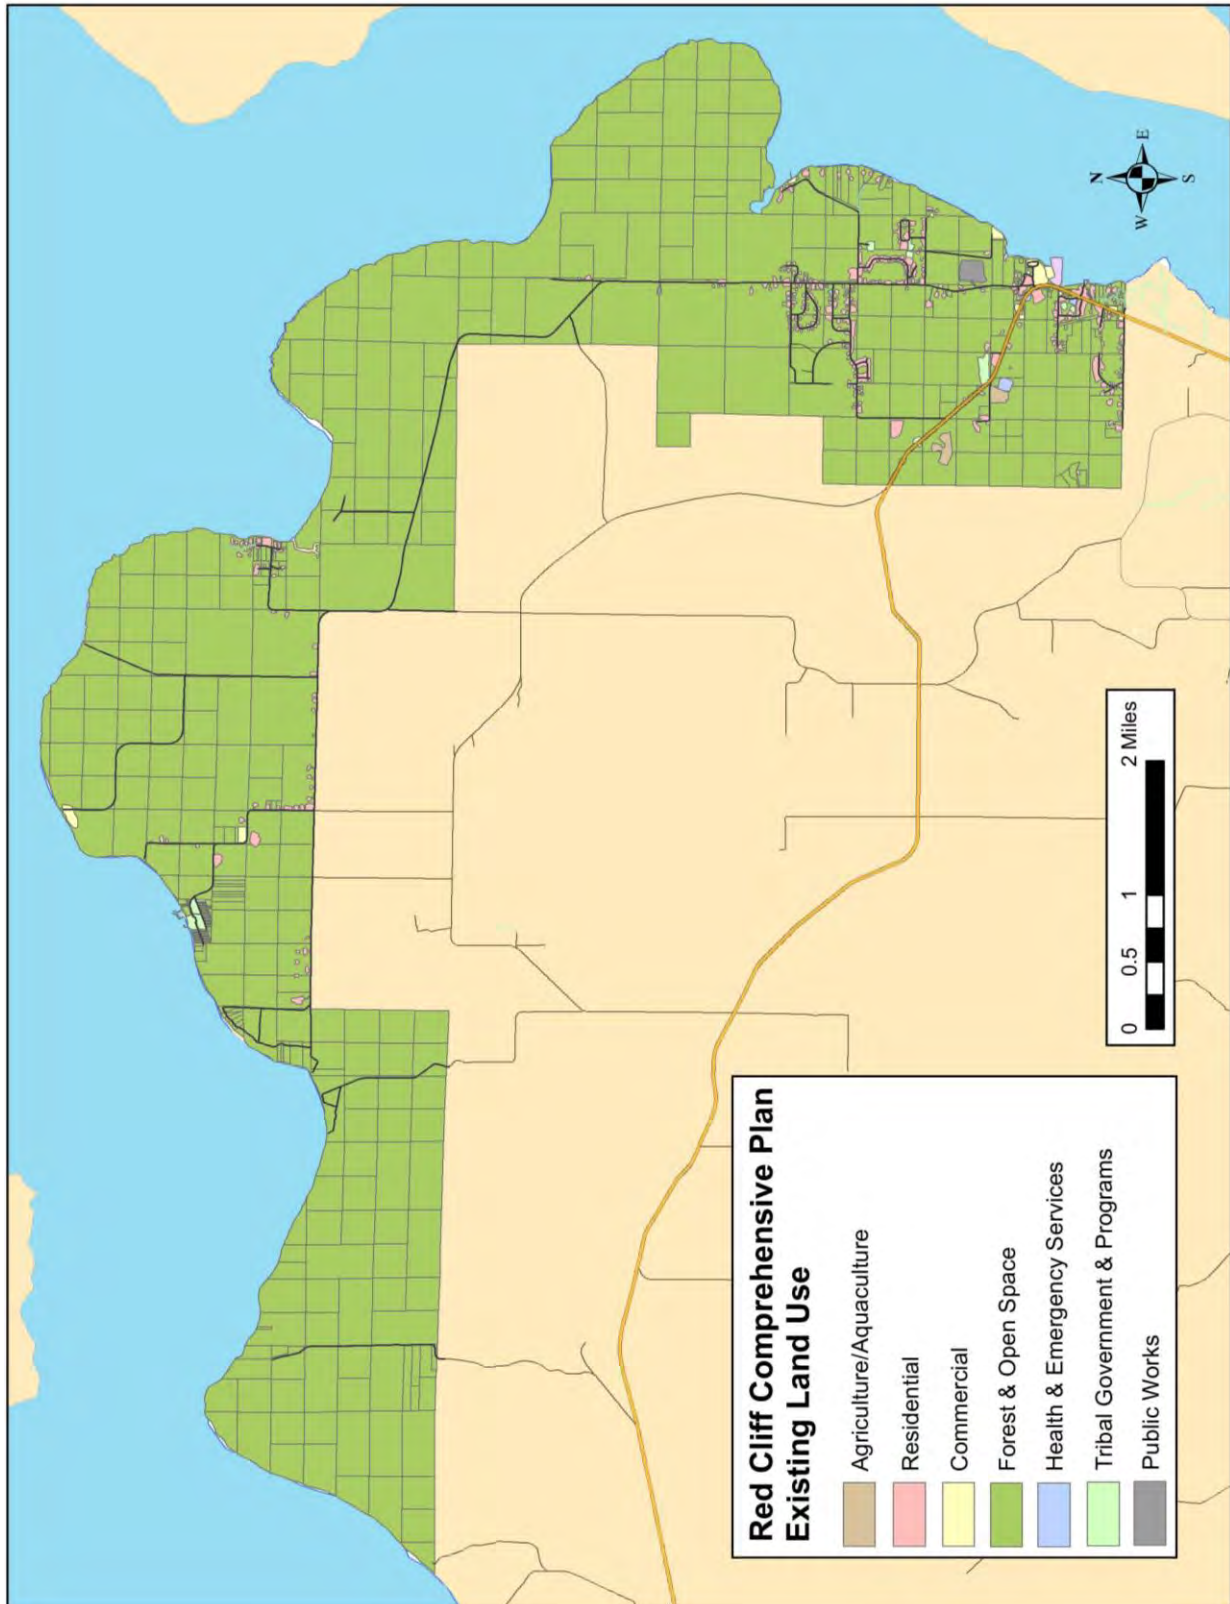 N
W
E
S
0
0.5
1
2 Miles
Red Cliff Comprehensive Plan
Existing Land Use
Agriculture/Aquaculture
Residential
Commercial
Forest & Open Space
Health & Emergency Services
Tribal Government & Programs
Public Works